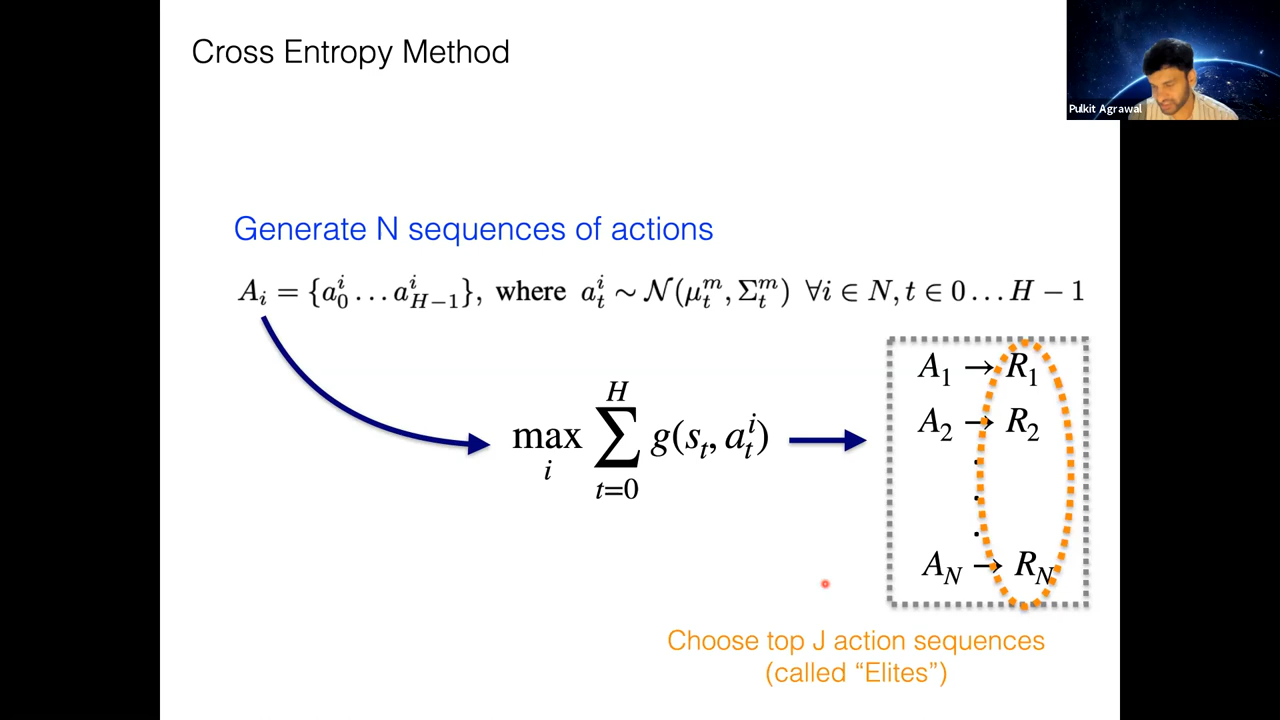 Cross Entropy Method
Pulkit Agrawal
Generate N sequences of actions
A_i = {a_0^i … a_{H−1}^i}, where a_t^i ∼ 𝒩(μ_t^m, Σ_t^m) ∀i ∈ N, t ∈ 0…H − 1
max_i ∑_{t=0}^{H} g(s_t, a_t^i)
A_1 → R_1
A_2 → R_2
.
.
.
A_N → R_N
Choose top J action sequences
(called “Elites”)